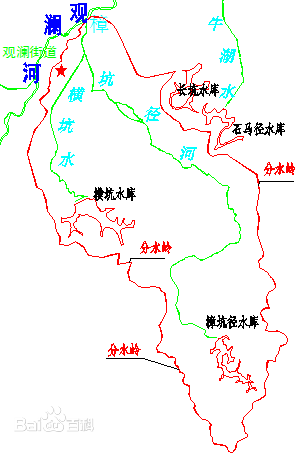 观
澜
河
观澜街道
牛湖水
樟坑径河
横坑水
长坑水库
石马径水库
分水岭
横坑水库
分水岭
樟坑径水库
分水岭
Bai百科